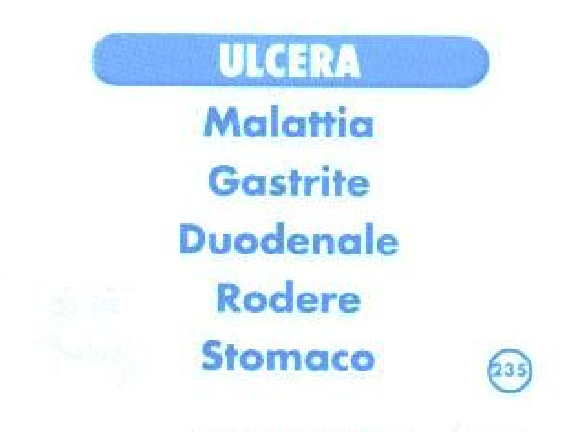 ULCERA
Malattia
Gastrite
Duodenale
Rodere
Stomaco
235